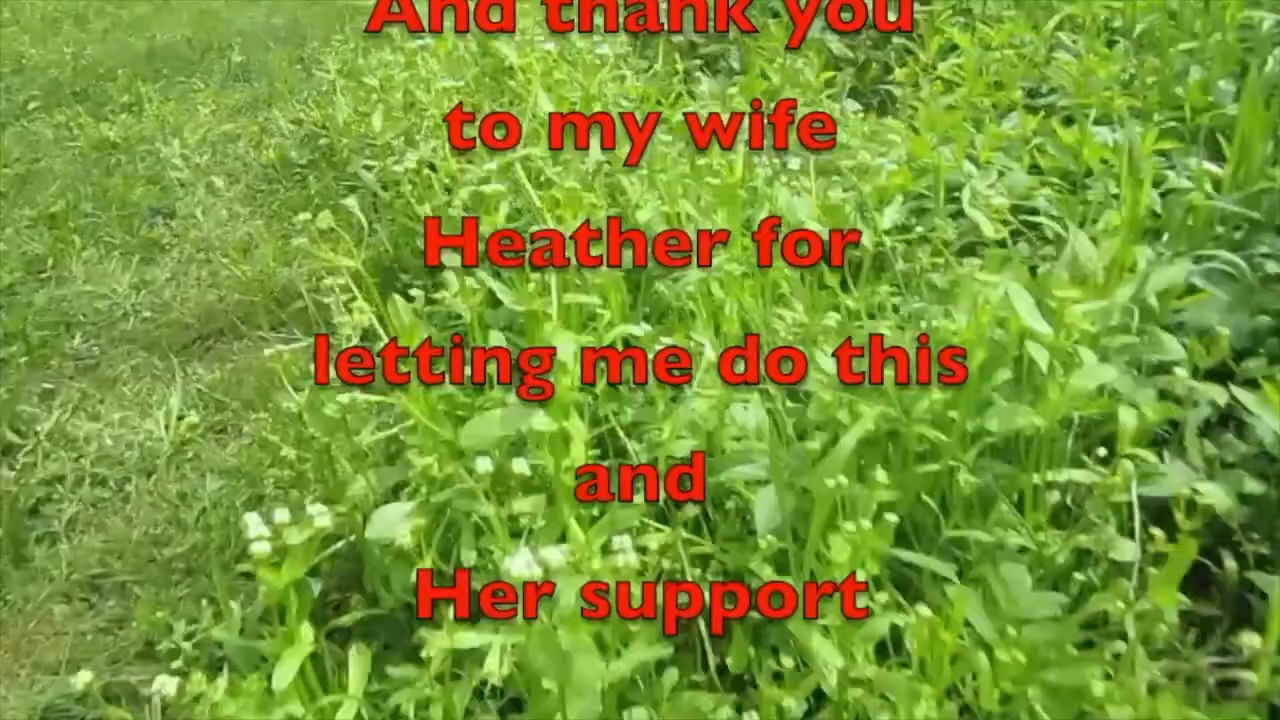 And thank you
to my wife
Heather for
letting me do this
and
Her support